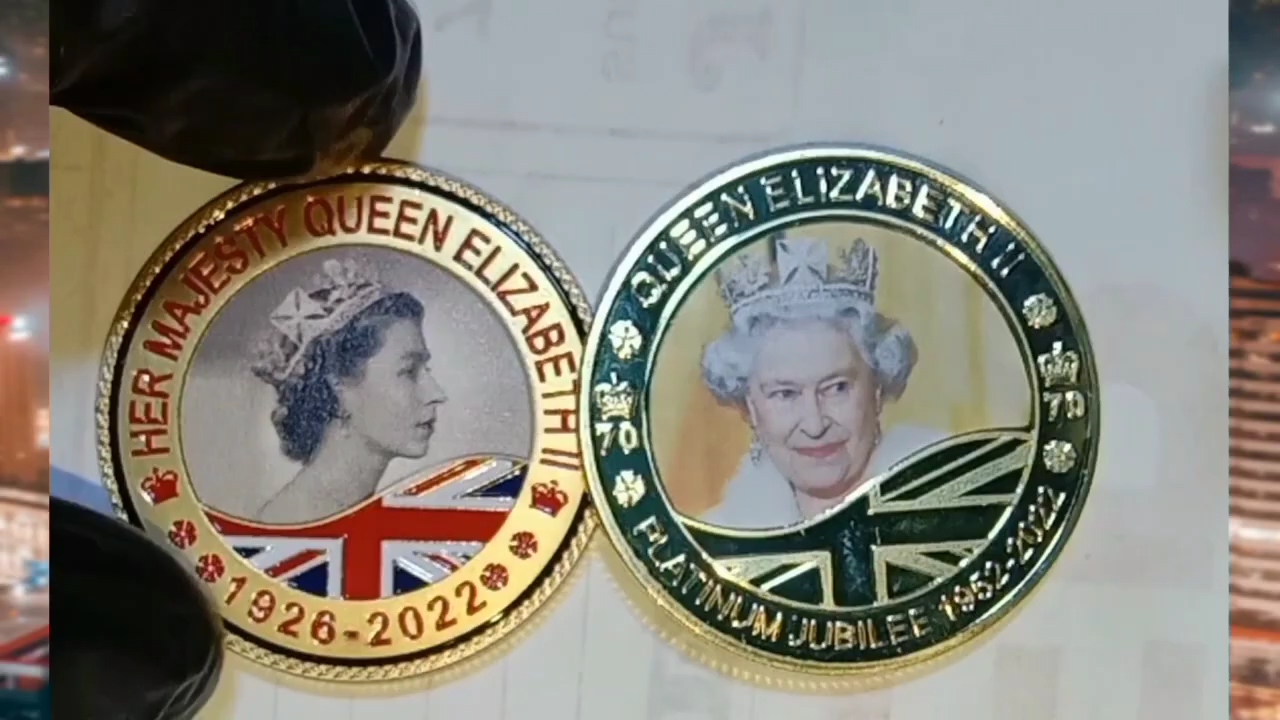 HER MAJESTY QUEEN ELIZABETH II
1926-2022
QUEEN ELIZABETH II
70
70
PLATINUM JUBILEE 1952-2022